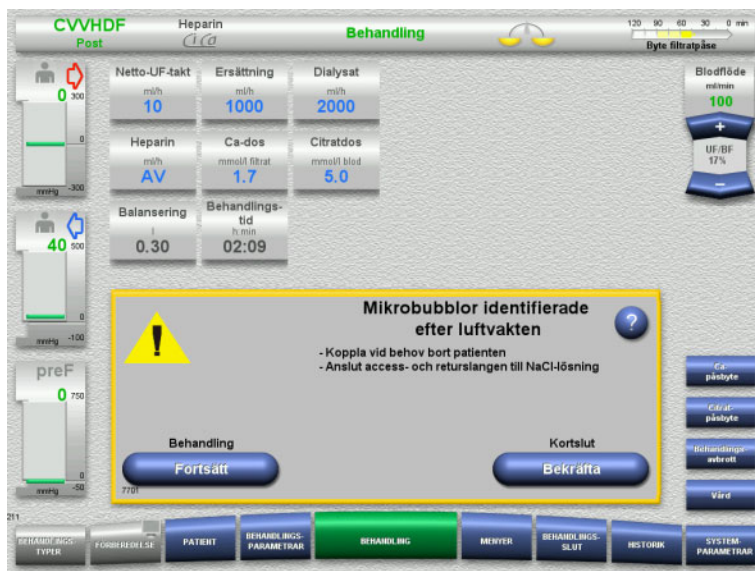 CVVHDF
Post
Heparin
CiCa
Behandling
120 90 60 30 0 min
Byte filtratpåse
0
300
0
mmHg -300
40
500
0
mmHg -100
preF
0
750
0
mmHg -50
Netto-UF-takt
ml/h
10
Ersättning
ml/h
1000
Dialysat
ml/h
2000
Heparin
ml/h
AV
Ca-dos
mmol/l filtrat
1.7
Citratdos
mmol/l blod
5.0
Balansering
l
0.30
Behandlings-
tid
h:min
02:09
Blodflöde
ml/min
100
+
UF/BF
17%
–
Mikrobubblor identifierade
efter luftvakten
?
!
- Koppla vid behov bort patienten
- Anslut access- och returslangen till NaCl-lösning
Behandling
Fortsätt
Kortslut
Bekräfta
7701
Ca-
påsbyte
Citrat-
påsbyte
Behandlings-
avbrott
Vård
211
BEHANDLINGS-
TYPER
FÖRBEREDELSE
PATIENT
BEHANDLINGS-
PARAMETRAR
BEHANDLING
MENYER
BEHANDLINGS-
SLUT
HISTORIK
SYSTEM-
PARAMETRAR